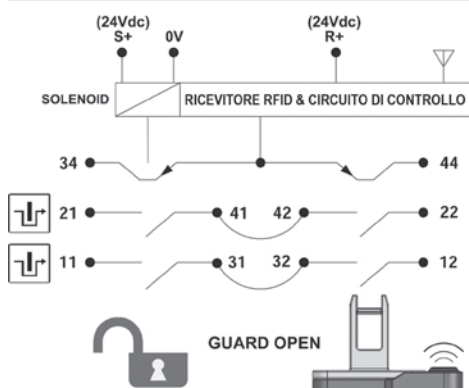 (24Vdc) (24Vdc)
S+ 0V R+
SOLENOID RICEVITORE RFID & CIRCUITO DI CONTROLLO
34 44
21 41 42 22
11 31 32 12
GUARD OPEN